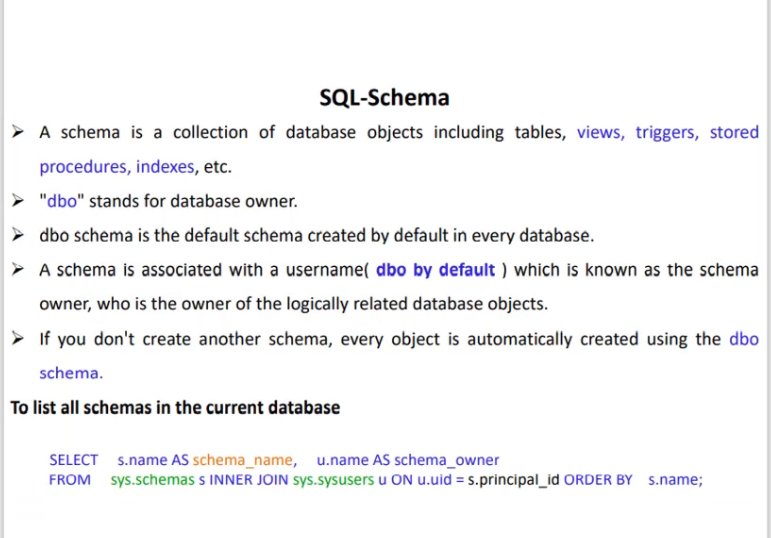 SQL-Schema
➢ A schema is a collection of database objects including tables, views, triggers, stored
procedures, indexes, etc.
➢ "dbo" stands for database owner.
➢ dbo schema is the default schema created by default in every database.
➢ A schema is associated with a username( dbo by default ) which is known as the schema
owner, who is the owner of the logically related database objects.
➢ If you don't create another schema, every object is automatically created using the dbo
schema.
To list all schemas in the current database
SELECT s.name AS schema_name, u.name AS schema_owner
FROM sys.schemas s INNER JOIN sys.sysusers u ON u.uid = s.principal_id ORDER BY s.name;